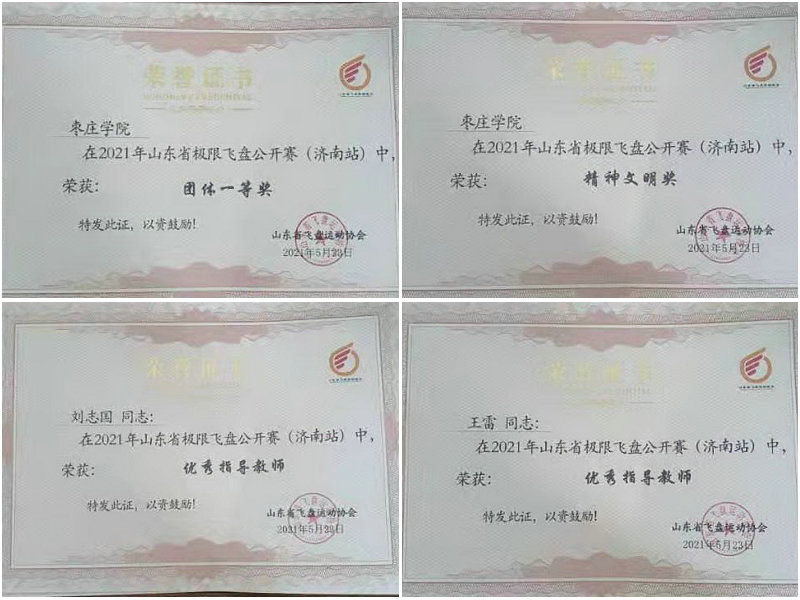 荣誉证书
枣庄学院
在2021年山东省极限飞盘公开赛（济南站）中，
荣获：
团体一等奖
特发此证，以资鼓励！
山东省飞盘运动协会
2021年5月23日
荣誉证书
枣庄学院
在2021年山东省极限飞盘公开赛（济南站）中，
荣获：
精神文明奖
特发此证，以资鼓励！
山东省飞盘运动协会
2021年5月23日
荣誉证书
刘志国 同志：
在2021年山东省极限飞盘公开赛（济南站）中，
荣获：
优秀指导教师
特发此证，以资鼓励！
山东省飞盘运动协会
2021年5月23日
荣誉证书
王雷 同志：
在2021年山东省极限飞盘公开赛（济南站）中，
荣获：
优秀指导教师
特发此证，以资鼓励！
山东省飞盘运动协会
2021年5月23日